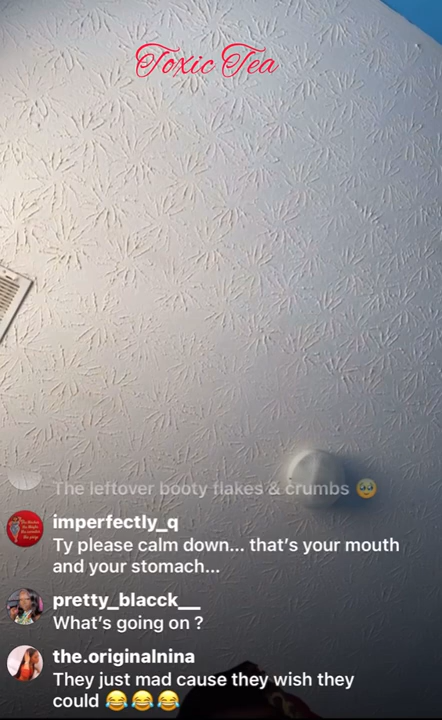 Toxic Tea
The leftover booty flakes & crumbs 🥹
imperfectly_q
Ty please calm down... that's your mouth
and your stomach...
pretty_blacck__
What's going on ?
the.originalnina
They just mad cause they wish they
could 😂😂😂